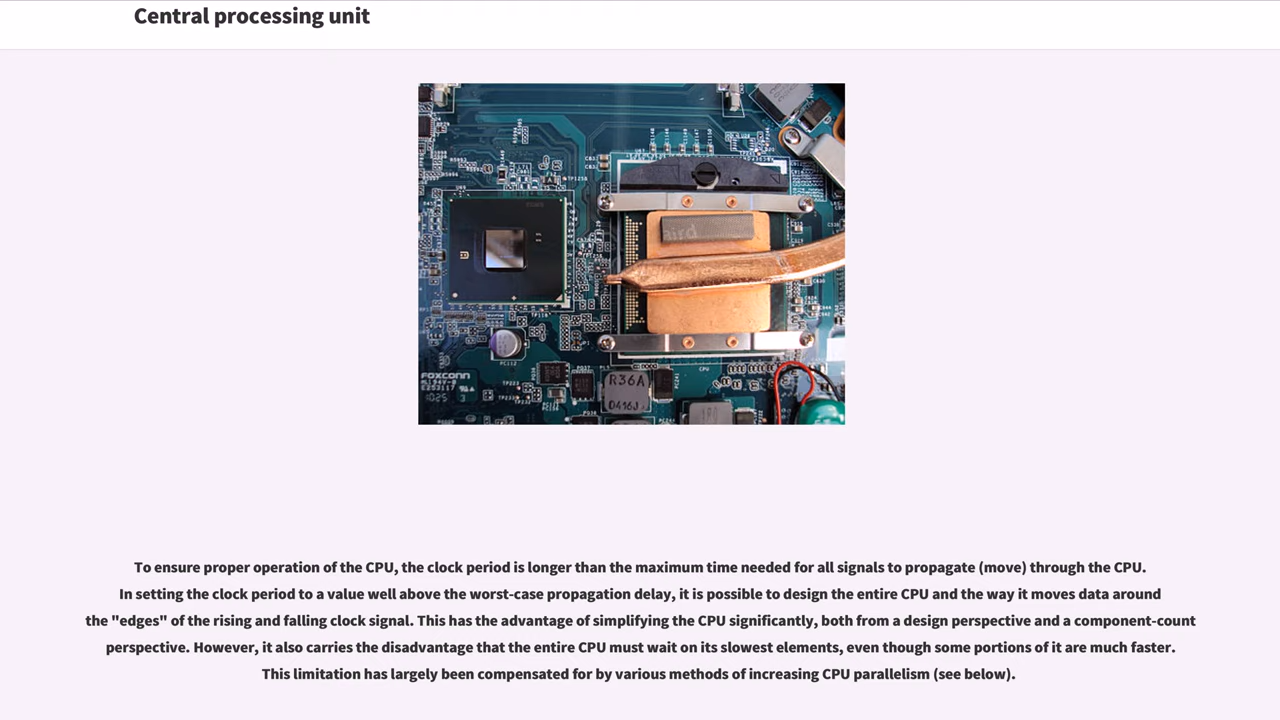 Central processing unit
FOXCONN
1025 3
R36A
CPU
To ensure proper operation of the CPU, the clock period is longer than the maximum time needed for all signals to propagate (move) through the CPU.
In setting the clock period to a value well above the worst-case propagation delay, it is possible to design the entire CPU and the way it moves data around
the "edges" of the rising and falling clock signal. This has the advantage of simplifying the CPU significantly, both from a design perspective and a component-count
perspective. However, it also carries the disadvantage that the entire CPU must wait on its slowest elements, even though some portions of it are much faster.
This limitation has largely been compensated for by various methods of increasing CPU parallelism (see below).